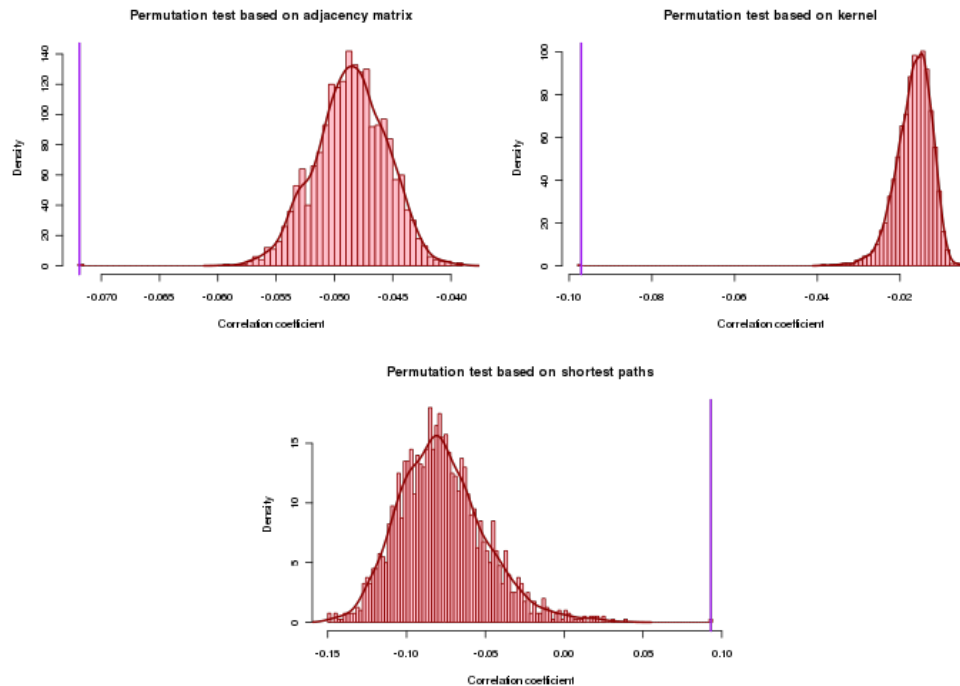 Permutation test based on adjacency matrix
Density
0 20 40 60 80 100 120 140
-0.070 -0.065 -0.060 -0.055 -0.050 -0.045 -0.040
Correlation coefficient
Permutation test based on kernel
Density
0 20 40 60 80 100
-0.10 -0.08 -0.06 -0.04 -0.02
Correlation coefficient
Permutation test based on shortest paths
Density
0 5 10 15
-0.15 -0.10 -0.05 0.00 0.05 0.10
Correlation coefficient